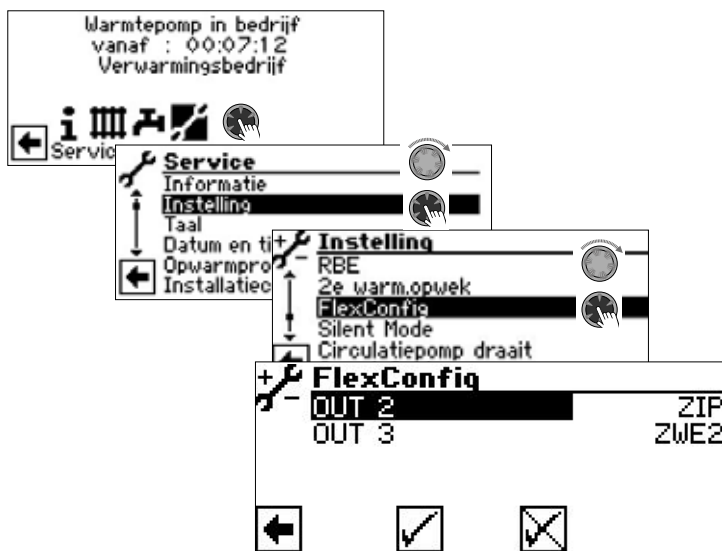 Warmtepomp in bedrijf
vanaf : 00:07:12
Verwarmingsbedrijf
Servic
Service
Informatie
Instelling
Taal
Datum en ti
Opwarmpro
Installatiec
Instelling
RBE
2e warm.opwek
FlexConfig
Silent Mode
Circulatiepomp draait
FlexConfig
OUT 2 ZIP
OUT 3 ZWE2